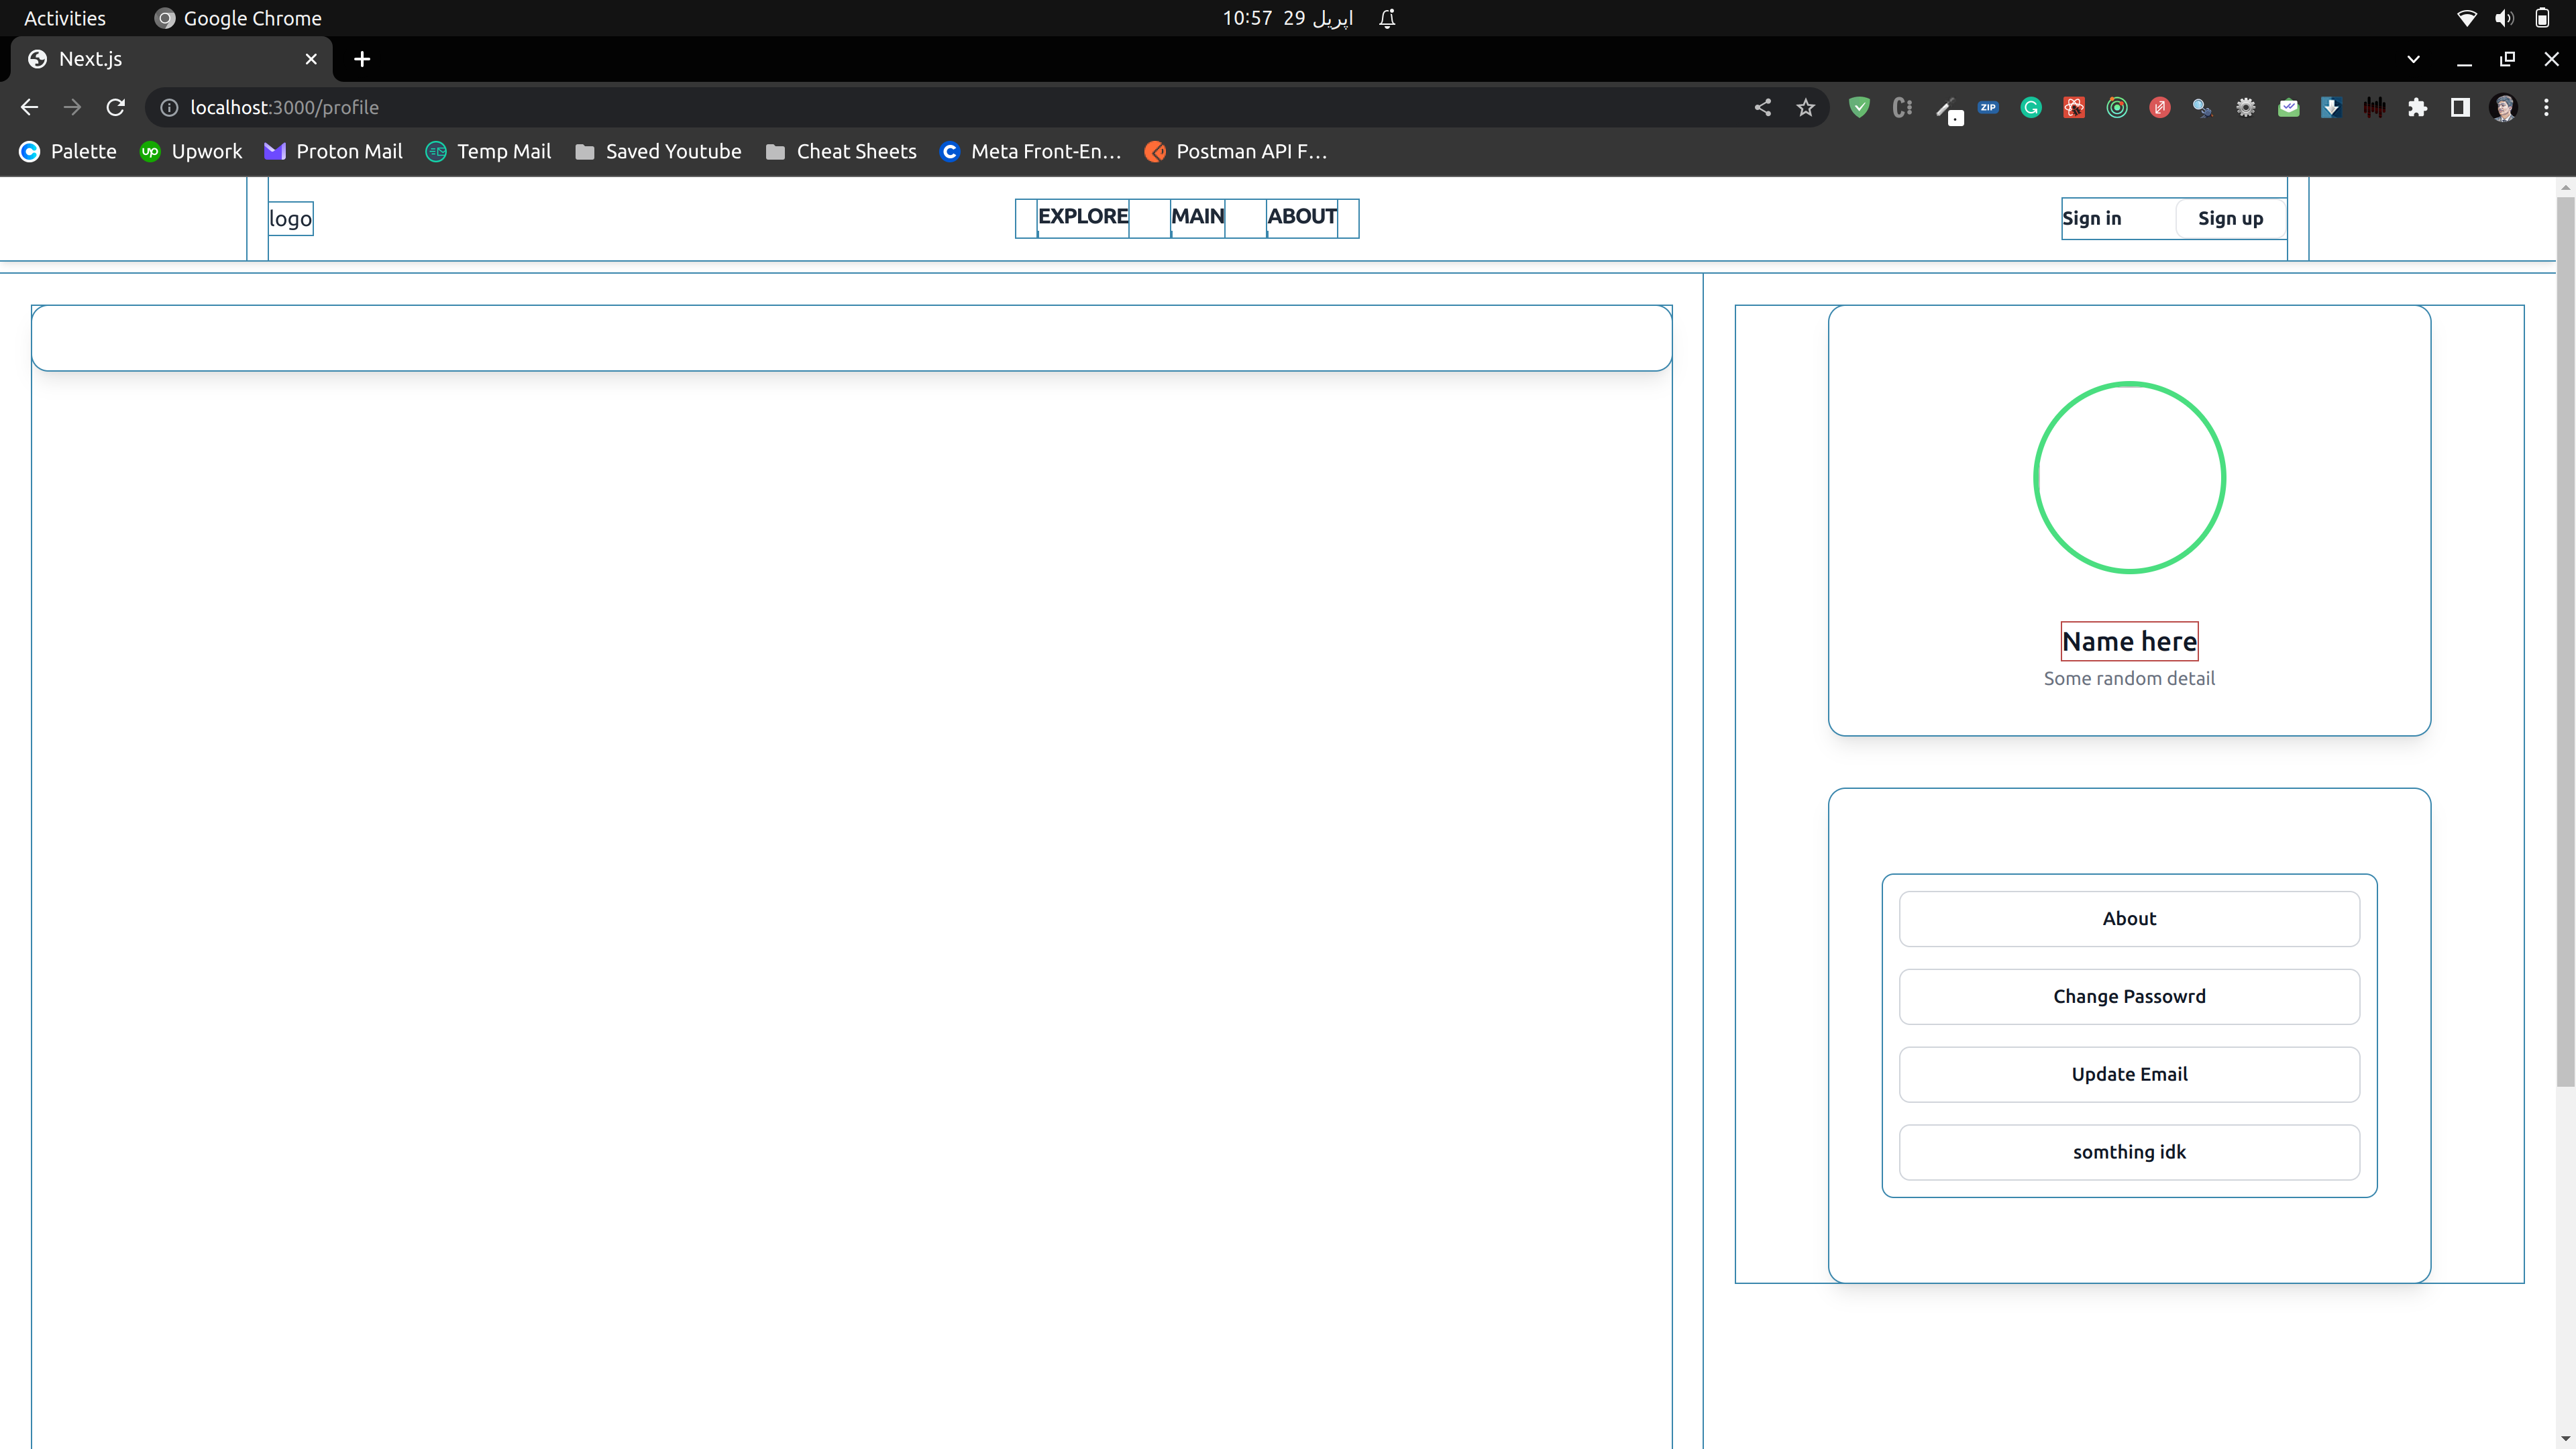 Activities Google Chrome 10:57 29 اپریل
Next.js
localhost:3000/profile
ZIP
Palette Upwork Proton Mail Temp Mail Saved Youtube Cheat Sheets Meta Front-En... Postman API F...
logo EXPLORE MAIN ABOUT Sign in Sign up
Name here
Some random detail
About
Change Passowrd
Update Email
somthing idk